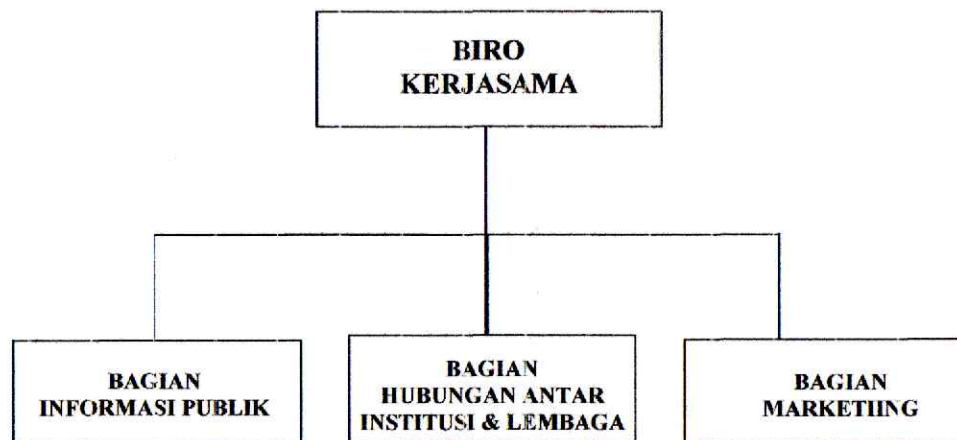 BIRO
KERJASAMA
BAGIAN
INFORMASI PUBLIK
BAGIAN
HUBUNGAN ANTAR
INSTITUSI & LEMBAGA
BAGIAN
MARKETIING